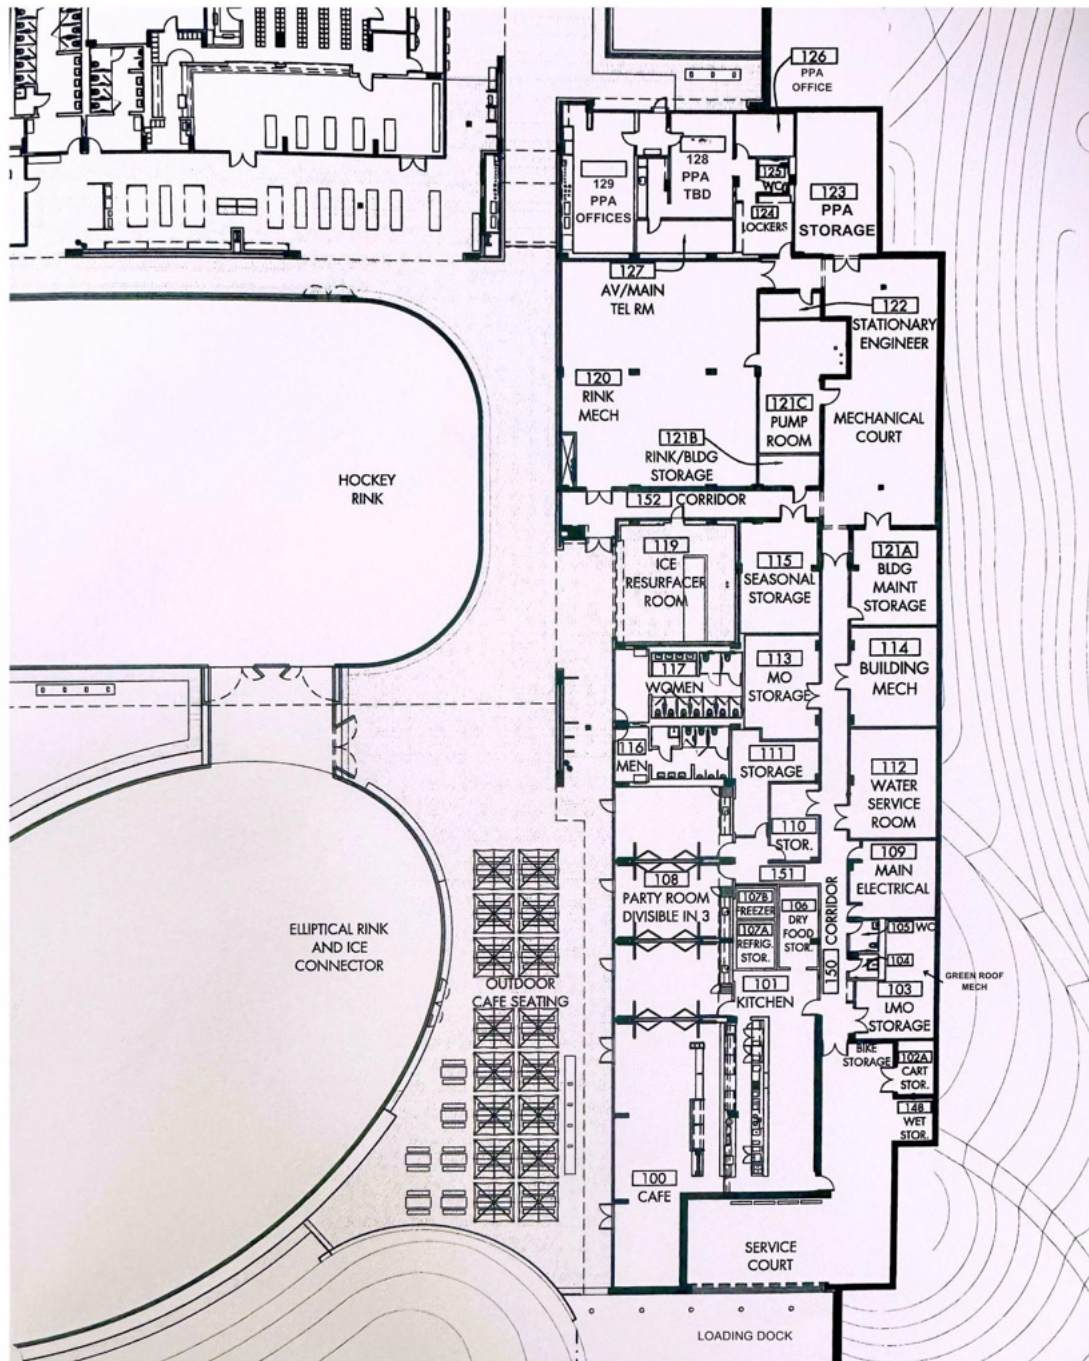 126
PPA
OFFICE
128
PPA
TBD
125
WC
129
PPA
OFFICES
123
PPA
STORAGE
124
LOCKERS
127
AV/MAIN
TEL RM
122
STATIONARY
ENGINEER
120
RINK
MECH
121C
PUMP
ROOM
MECHANICAL
COURT
121B
RINK/BLDG
STORAGE
HOCKEY
RINK
152 CORRIDOR
119
ICE
RESURFACER
ROOM
115
SEASONAL
STORAGE
121A
BLDG
MAINT
STORAGE
117
WOMEN
113
MO
STORAGE
114
BUILDING
MECH
116
MEN
111
STORAGE
112
WATER
SERVICE
ROOM
110
STOR.
109
MAIN
ELECTRICAL
151
108
PARTY ROOM
DIVISIBLE IN 3
107B
FREEZER
107A
REFRIG.
STOR.
106
DRY
FOOD
STOR.
150 CORRIDOR
105 WC
104
GREEN ROOF
MECH
ELLIPTICAL RINK
AND ICE
CONNECTOR
OUTDOOR
CAFE SEATING
101
KITCHEN
103
LMO
STORAGE
BIKE
STORAGE
102A
CART
STOR.
148
WET
STOR.
100
CAFE
SERVICE
COURT
LOADING DOCK